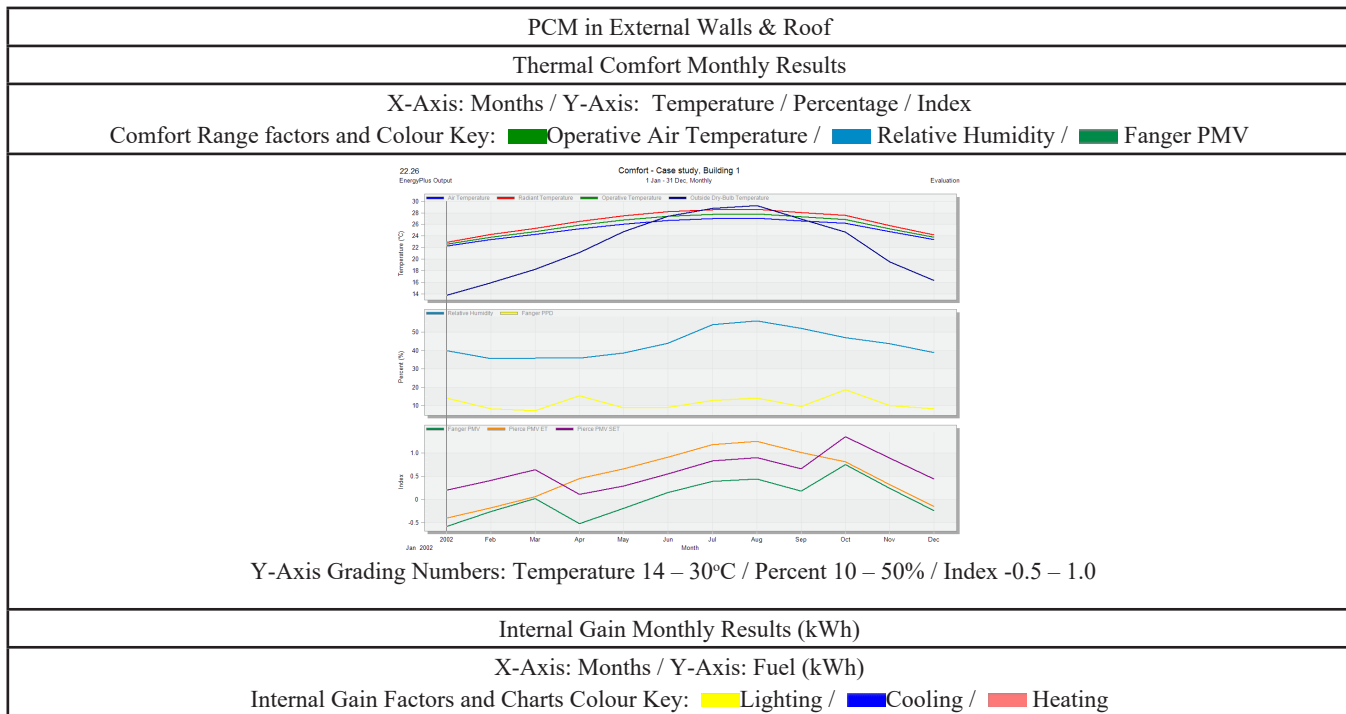 PCM in External Walls & Roof
Thermal Comfort Monthly Results
X-Axis: Months / Y-Axis:  Temperature / Percentage / Index
Comfort Range factors and Colour Key: Operative Air Temperature / Relative Humidity / Fanger PMV
22.26 Comfort - Case study, Building 1
EnergyPlus Output 1 Jan - 31 Dec, Monthly Evaluation
Air Temperature Radiant Temperature Operative Temperature Outside Dry-Bulb Temperature
Temperature (°C)
30
28
26
24
22
20
18
16
14
Relative Humidity Fanger PPD
Percent (%)
50
40
30
20
10
Fanger PMV Pierce PMV ET Pierce PMV SET
Index
1.0
0.5
0
-0.5
2002 Feb Mar Apr May Jun Jul Aug Sep Oct Nov Dec
Jan 2002 Month
Y-Axis Grading Numbers: Temperature 14 – 30°C / Percent 10 – 50% / Index -0.5 – 1.0
Internal Gain Monthly Results (kWh)
X-Axis: Months / Y-Axis: Fuel (kWh)
Internal Gain Factors and Charts Colour Key: Lighting / Cooling / Heating